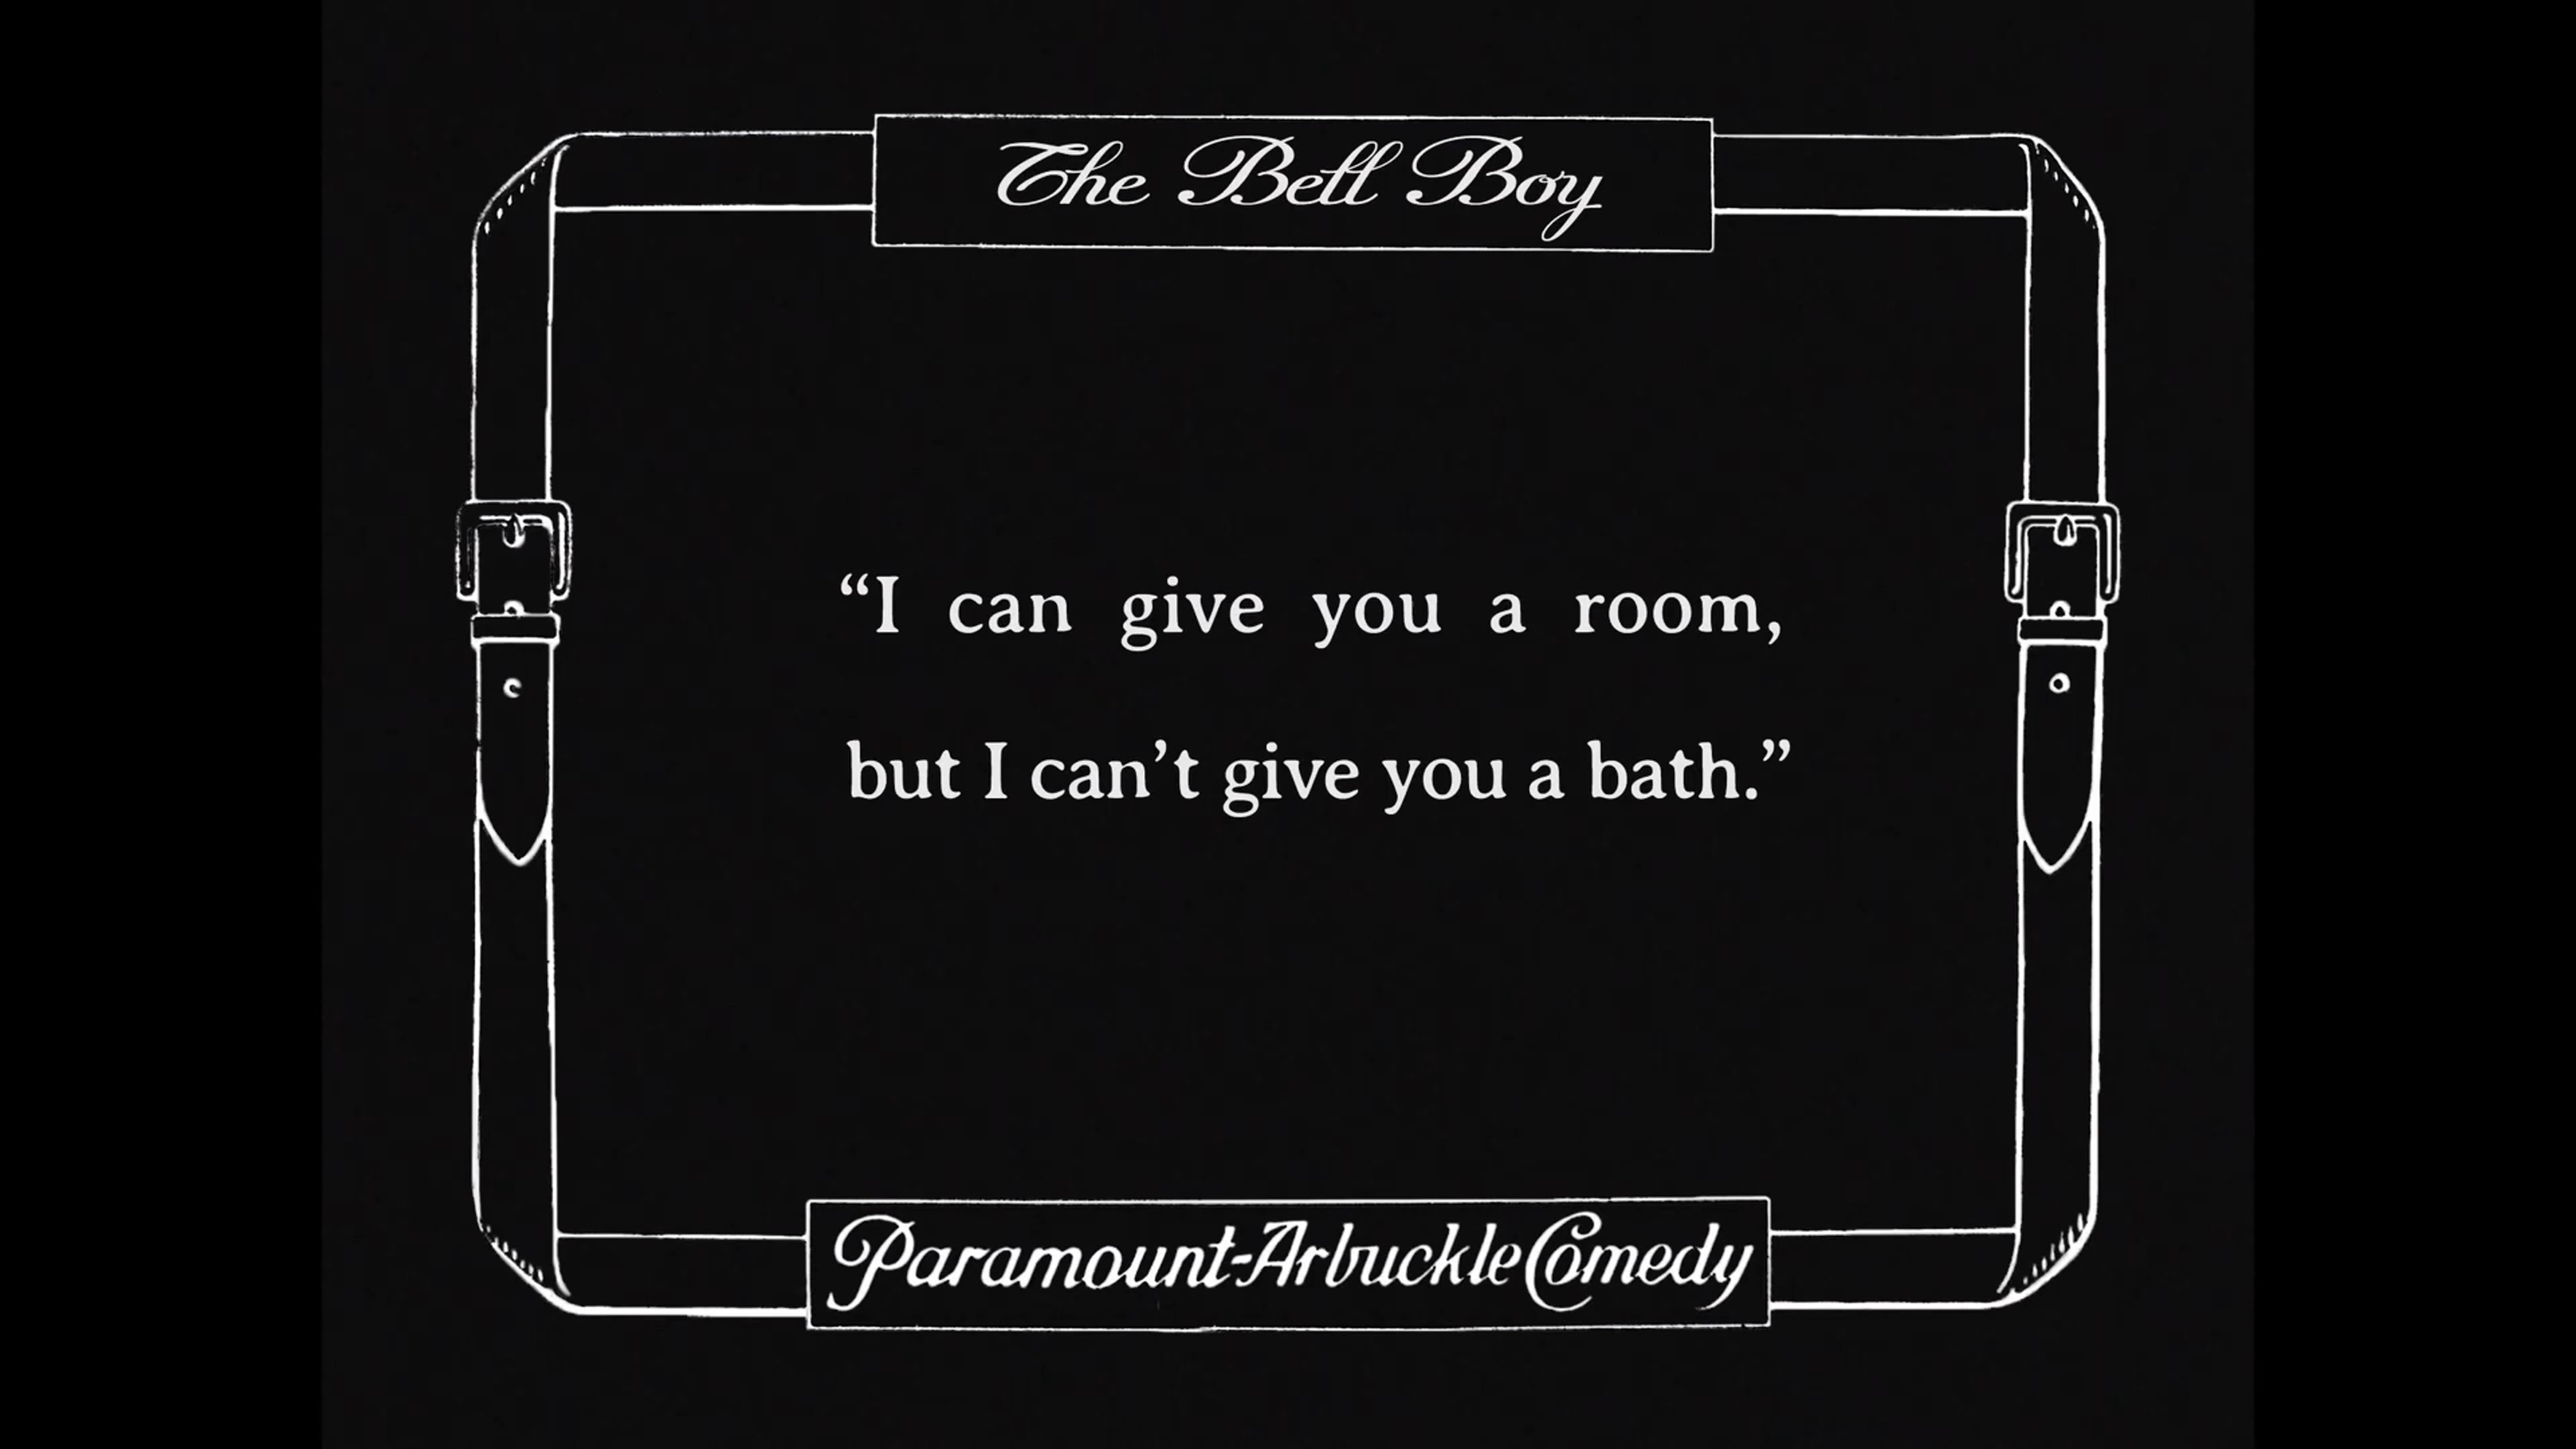 The Bell Boy
“I can give you a room,
but I can’t give you a bath.”
Paramount-Arbuckle Comedy